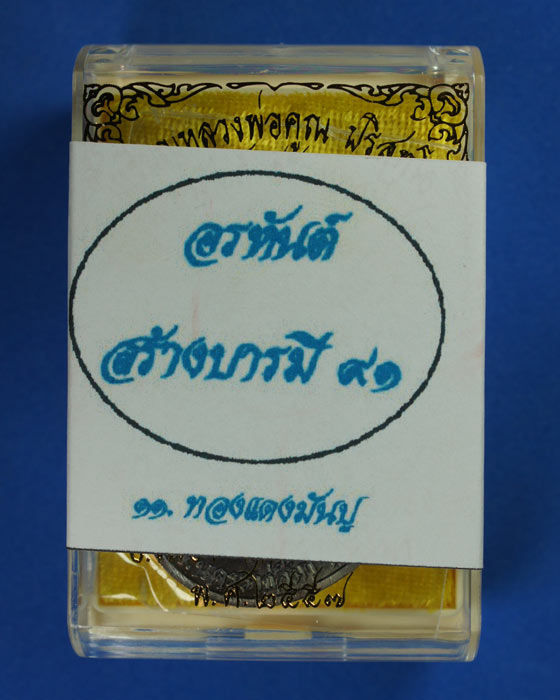 หลวงพ่อคูณ ปริสุทฺโธ
อรหันต์
สร้างบารมี ๙๑
๑๑. ทองแดงมันปู
พ.ศ.๒๕๕๗